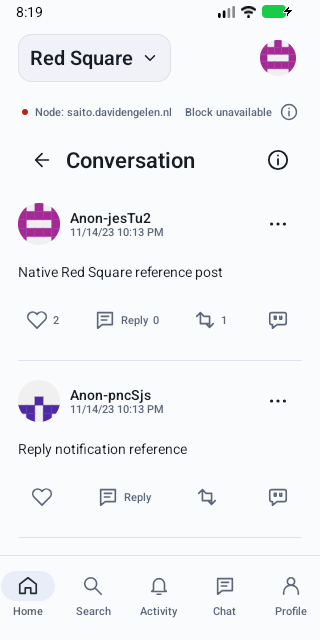 8:19
Red Square
Node: saito.davidengelen.nl Block unavailable
Conversation
Anon-jesTu2
11/14/23 10:13 PM
Native Red Square reference post
2 Reply 0 1
Anon-pncSjs
11/14/23 10:13 PM
Reply notification reference
Reply
Home Search Activity Chat Profile